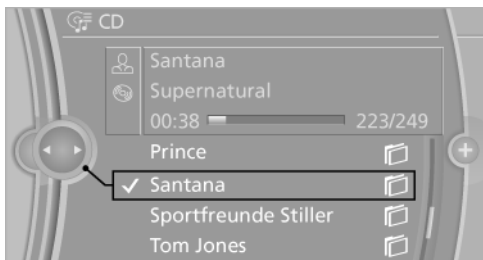 CD
Santana
Supernatural
00:38 223/249
Prince
Santana
Sportfreunde Stiller
Tom Jones